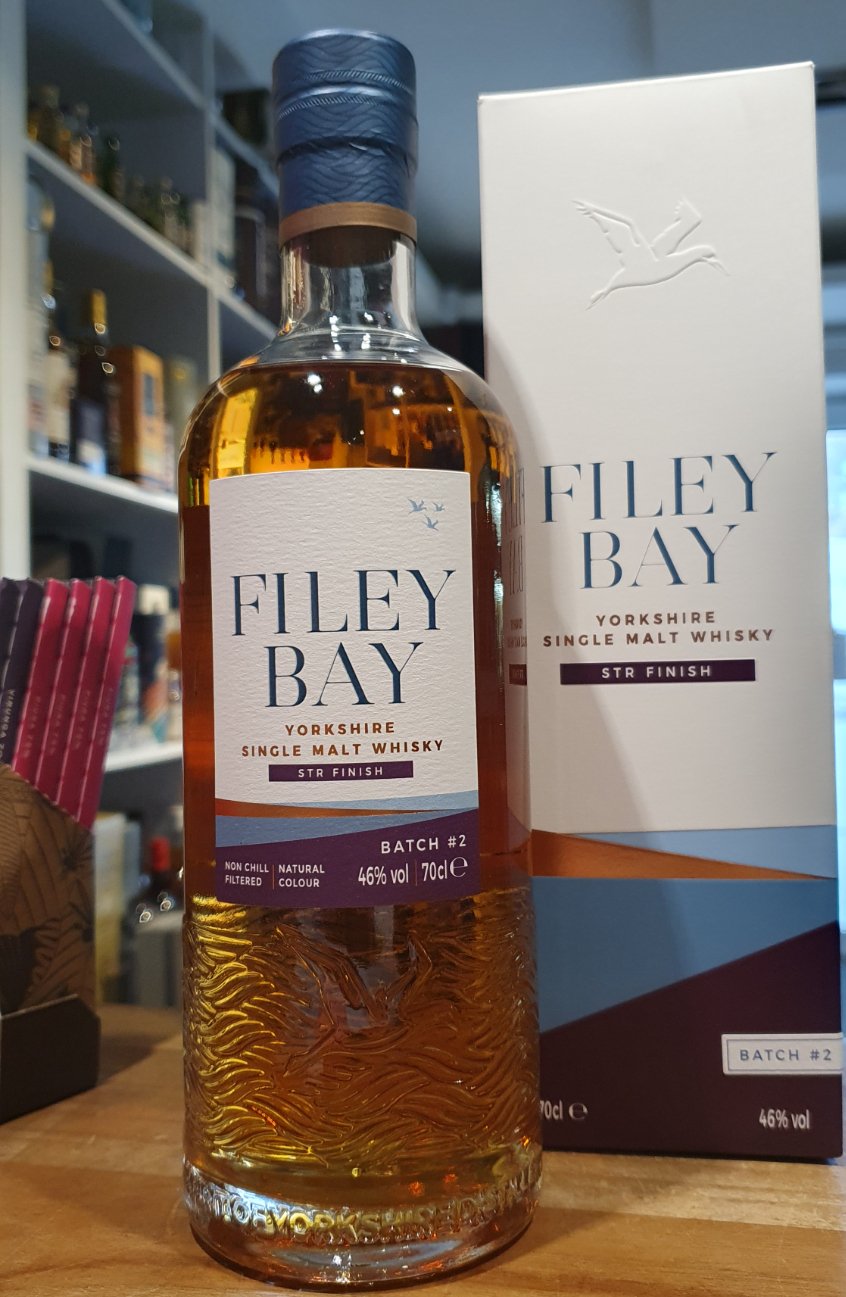 FILEY
BAY
YORKSHIRE
SINGLE MALT WHISKY
STR FINISH
BATCH #2
NON CHILL
FILTERED
NATURAL
COLOUR
46% vol
70cl e
FILEY
BAY
YORKSHIRE
SINGLE MALT WHISKY
STR FINISH
BATCH #2
70cl e
46% vol
YORKSHIRE